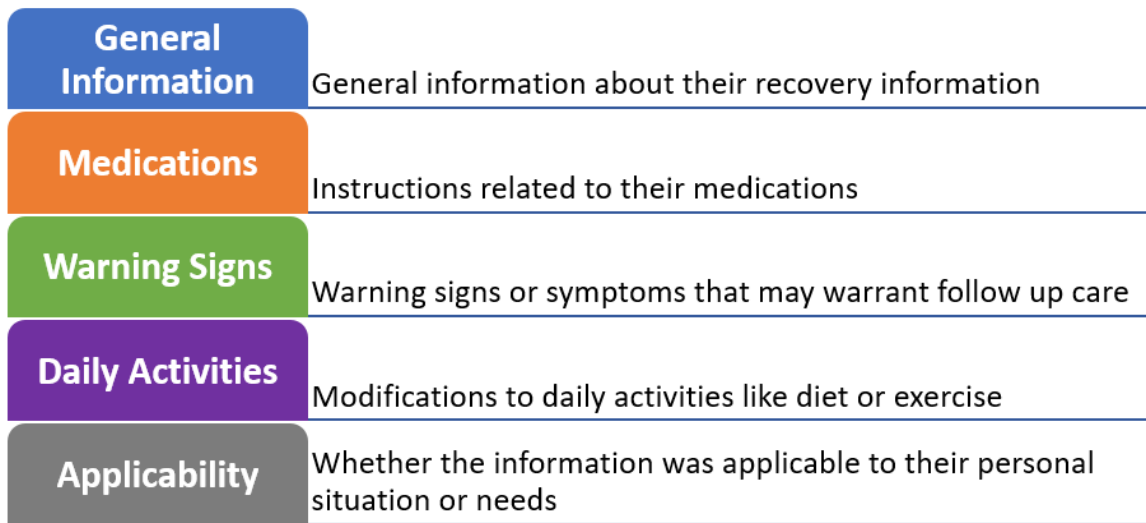 General
Information
General information about their recovery information
Medications
Instructions related to their medications
Warning Signs
Warning signs or symptoms that may warrant follow up care
Daily Activities
Modifications to daily activities like diet or exercise
Applicability
Whether the information was applicable to their personal
situation or needs